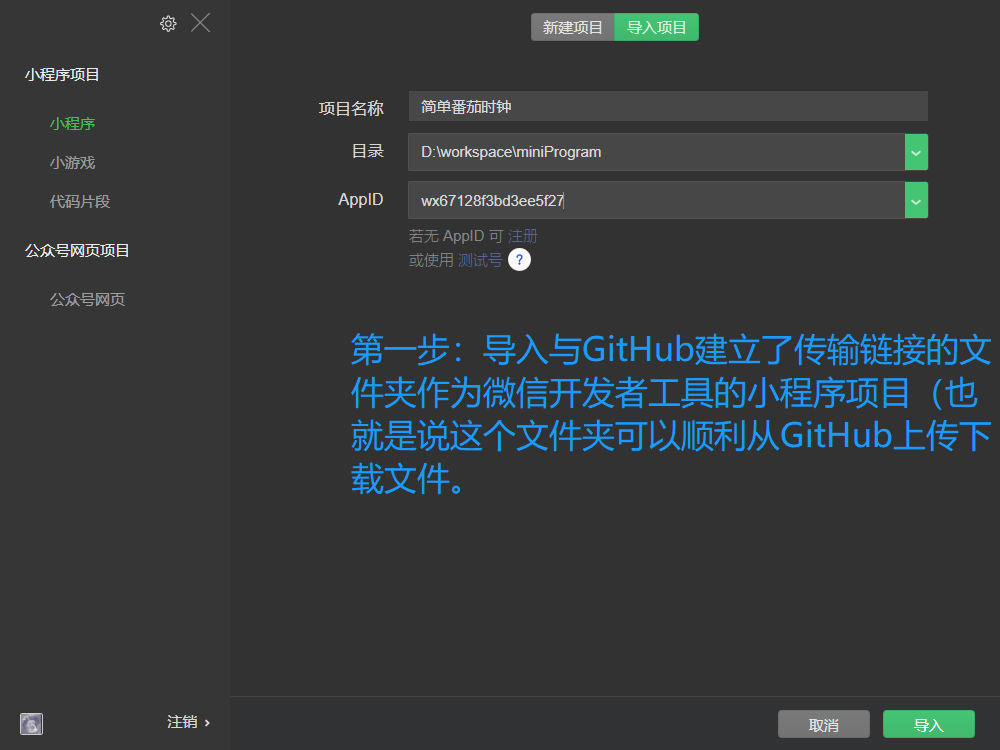 新建项目 导入项目
小程序项目
小程序
小游戏
代码片段
公众号网页项目
公众号网页
项目名称 简单番茄时钟
目录 D:\workspace\miniProgram
AppID wx67128f3bd3ee5f27
若无 AppID 可 注册
或使用 测试号 ?
第一步：导入与GitHub建立了传输链接的文
件夹作为微信开发者工具的小程序项目（也
就是说这个文件夹可以顺利从GitHub上传下
载文件。
注销 ›
取消 导入